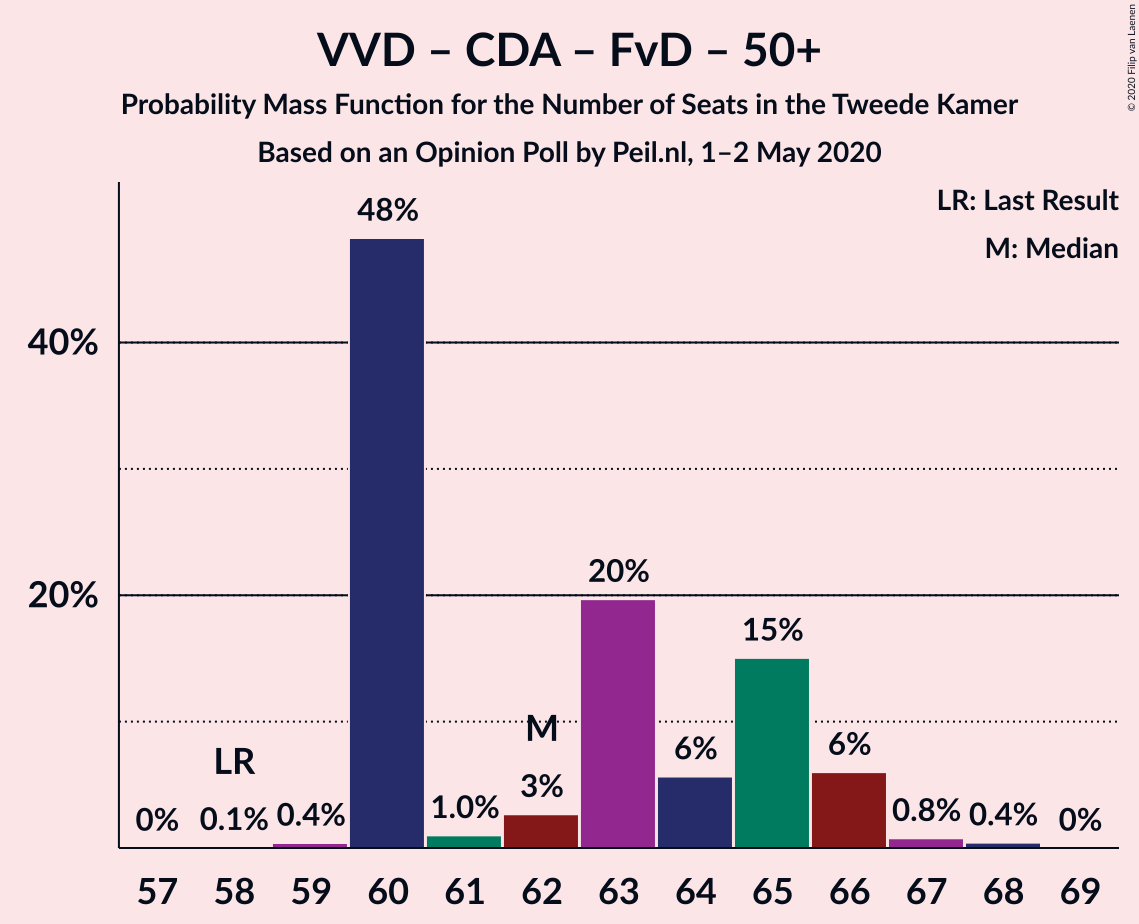 VVD – CDA – FvD – 50+
Probability Mass Function for the Number of Seats in the Tweede Kamer
Based on an Opinion Poll by Peil.nl, 1–2 May 2020
© 2020 Filip van Laenen
LR: Last Result
M: Median
48%
40%
20%
20%
15%
M
6%
6%
LR
3%
0%
0.1%
0.4%
1.0%
0.8%
0.4%
0%
57 58 59 60 61 62 63 64 65 66 67 68 69